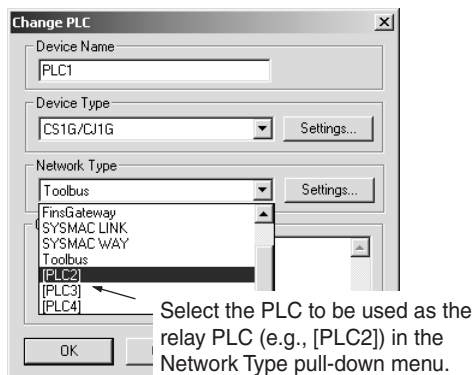 Change PLC
Device Name
PLC1
Device Type
CS1G/CJ1G
Settings...
Network Type
Toolbus
Settings...
FinsGateway
SYSMAC LINK
SYSMAC WAY
Toolbus
[PLC2]
[PLC3]
[PLC4]
Select the PLC to be used as the
relay PLC (e.g., [PLC2]) in the
Network Type pull-down menu.
OK